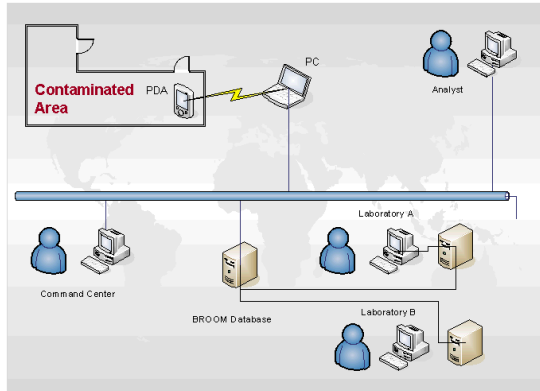 PC
Contaminated
Area
PDA
Analyst
Laboratory A
Command Center
BROOM Database
Laboratory B